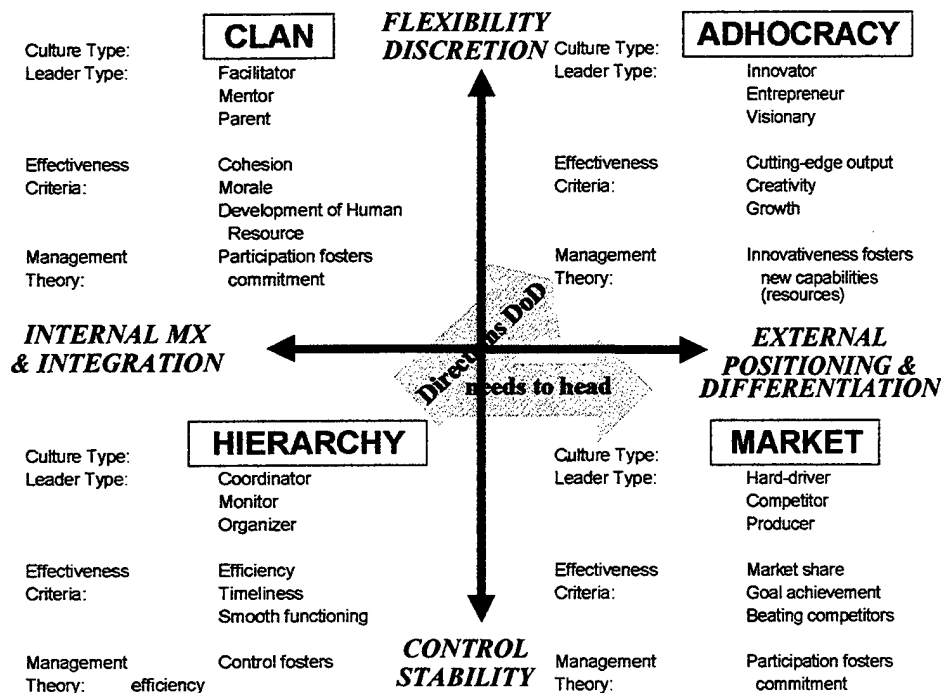 FLEXIBILITY
DISCRETION
Culture Type: CLAN
Leader Type: Facilitator
Mentor
Parent
Effectiveness Cohesion
Criteria: Morale
Development of Human
Resource
Management Participation fosters
Theory: commitment
Culture Type: ADHOCRACY
Leader Type: Innovator
Entrepreneur
Visionary
Effectiveness Cutting-edge output
Criteria: Creativity
Growth
Management Innovativeness fosters
Theory: new capabilities
(resources)
INTERNAL MX
& INTEGRATION
Directions DoD
needs to head
EXTERNAL
POSITIONING &
DIFFERENTIATION
Culture Type: HIERARCHY
Leader Type: Coordinator
Monitor
Organizer
Effectiveness Efficiency
Criteria: Timeliness
Smooth functioning
Management Control fosters
Theory: efficiency
Culture Type: MARKET
Leader Type: Hard-driver
Competitor
Producer
Effectiveness Market share
Criteria: Goal achievement
Beating competitors
Management Participation fosters
Theory: commitment
CONTROL
STABILITY